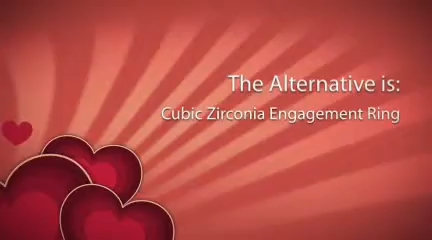 The Alternative is:
Cubic Zirconia Engagement Ring